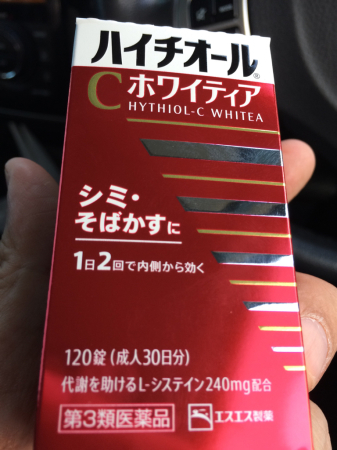 ハイチオール®
Cホワイティア
HYTHIOL-C WHITEA
シミ・
そばかすに
1日2回で内側から効く
120錠（成人30日分）
代謝を助けるL-システイン240mg配合
第3類医薬品 エスエス製薬